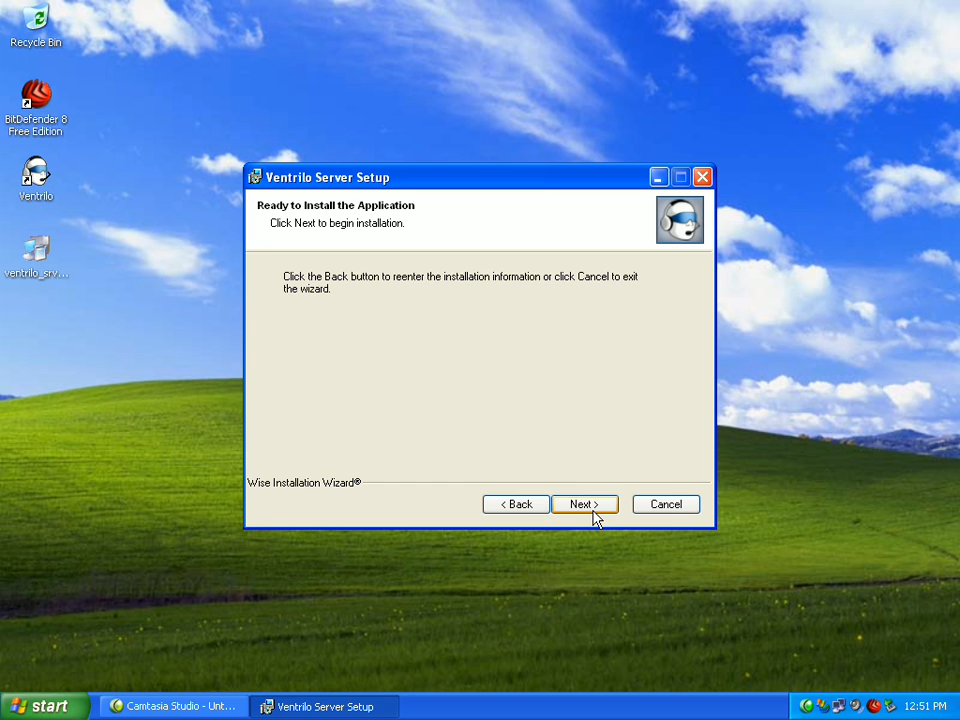 Recycle Bin
BitDefender 8
Free Edition
Ventrilo
ventrilo_srv...
Ventrilo Server Setup
Ready to Install the Application
Click Next to begin installation.
Click the Back button to reenter the installation information or click Cancel to exit
the wizard.
Wise Installation Wizard®
< Back
Next >
Cancel
start
Camtasia Studio - Unt...
Ventrilo Server Setup
12:51 PM